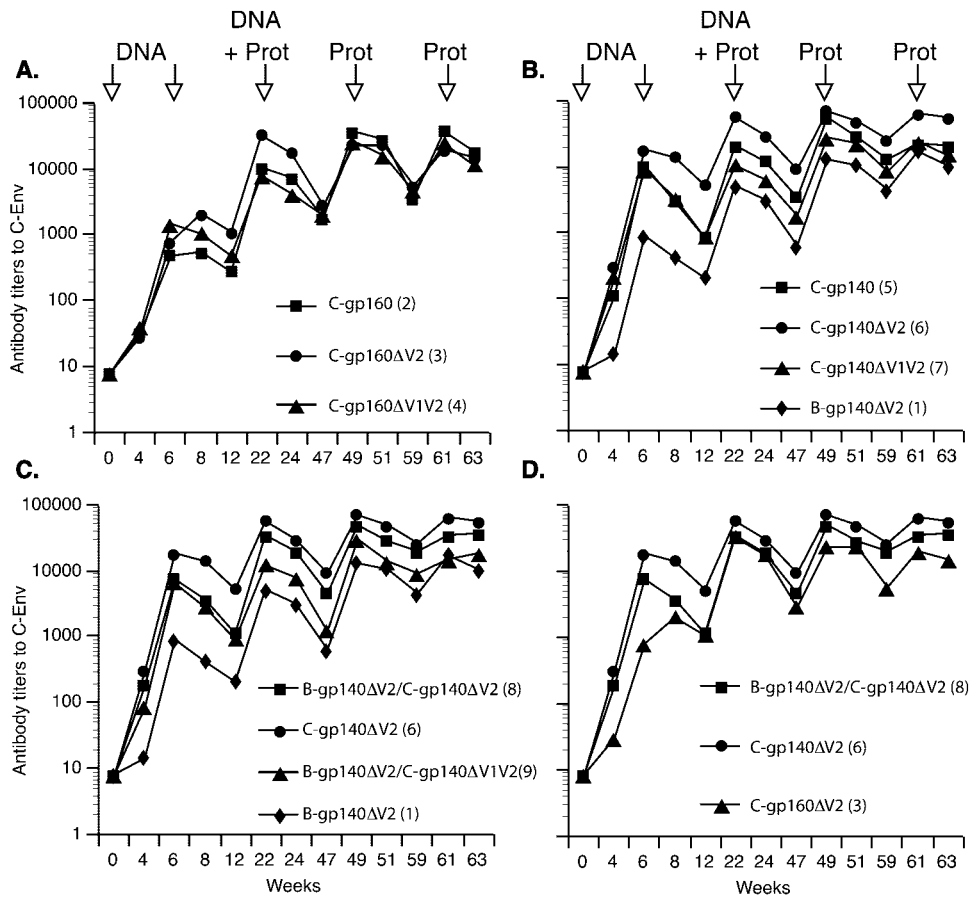 DNA
DNA
DNA + Prot Prot Prot
DNA + Prot Prot Prot
A.
B.
100000
10000
1000
100
10
1
Antibody titers to C-Env
C-gp160 (2)
C-gp160ΔV2 (3)
C-gp160ΔV1V2 (4)
0 4 6 8 12 22 24 47 49 51 59 61 63
C-gp140 (5)
C-gp140ΔV2 (6)
C-gp140ΔV1V2 (7)
B-gp140ΔV2 (1)
0 4 6 8 12 22 24 47 49 51 59 61 63
C.
D.
100000
10000
1000
100
10
1
Antibody titers to C-Env
B-gp140ΔV2/C-gp140ΔV2 (8)
C-gp140ΔV2 (6)
B-gp140ΔV2/C-gp140ΔV1V2(9)
B-gp140ΔV2 (1)
0 4 6 8 12 22 24 47 49 51 59 61 63
Weeks
B-gp140ΔV2/C-gp140ΔV2 (8)
C-gp140ΔV2 (6)
C-gp160ΔV2 (3)
0 4 6 8 12 22 24 47 49 51 59 61 63
Weeks